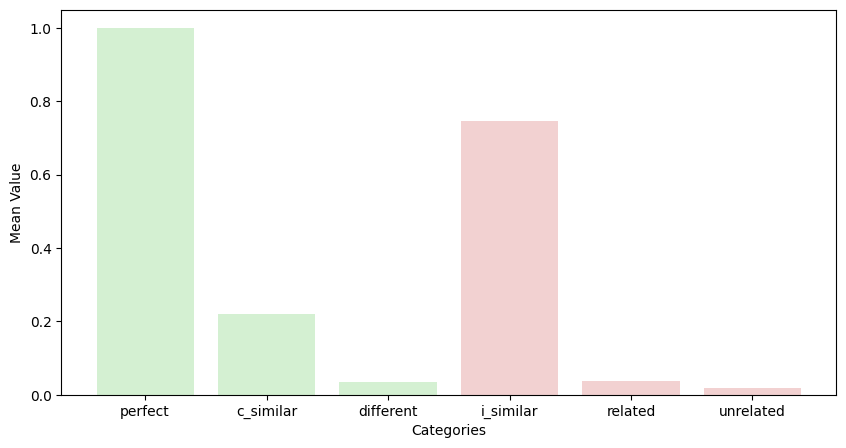 1.0
0.8
0.6
0.4
0.2
0.0
Mean Value
perfect c_similar different i_similar related unrelated
Categories